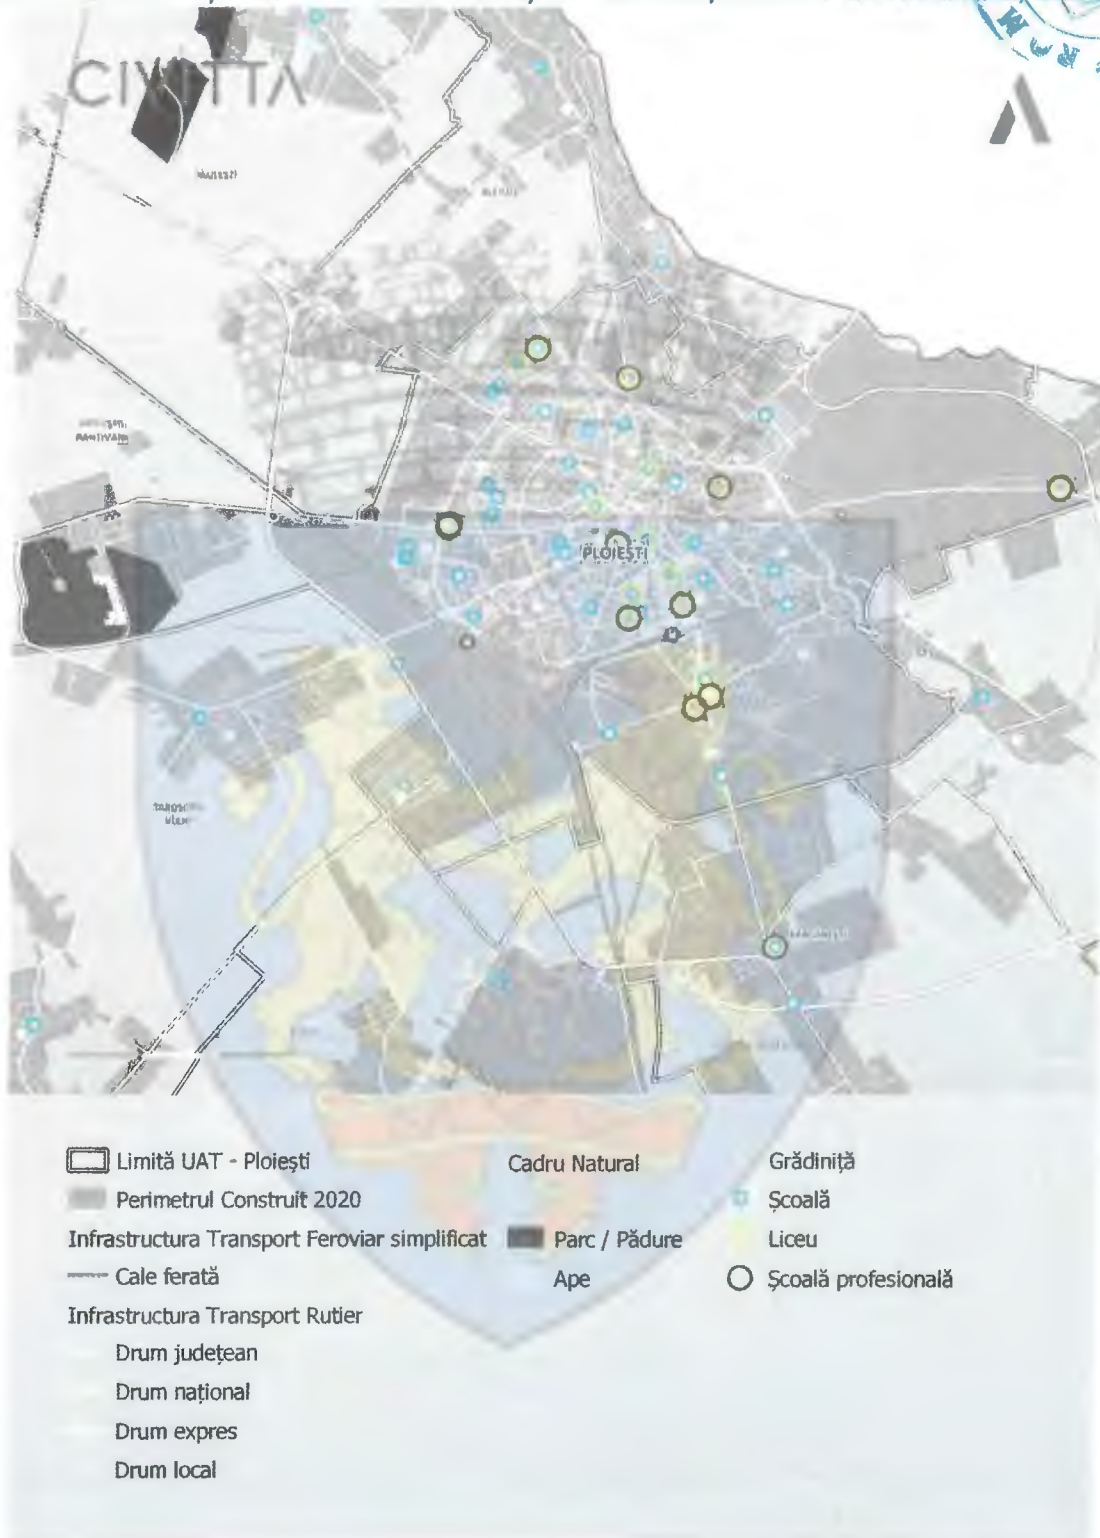 CIVITTA
PLOIEȘTI
Limită UAT - Ploiești
Perimetrul Construit 2020
Infrastructura Transport Feroviar simplificat
Cale ferată
Infrastructura Transport Rutier
Drum județean
Drum național
Drum expres
Drum local
Cadru Natural
Parc / Pădure
Ape
Grădiniță
Școală
Liceu
Școală profesională